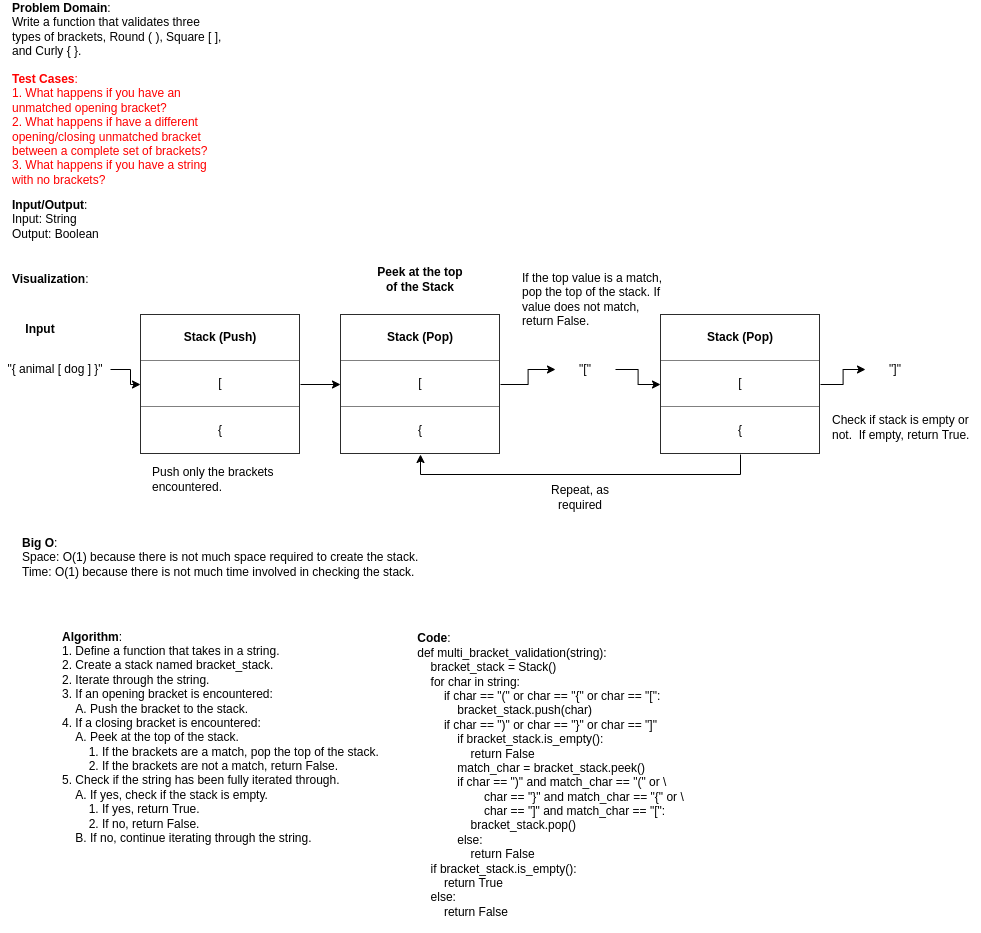 Problem Domain:
Write a function that validates three
types of brackets, Round ( ), Square [ ],
and Curly { }.
Test Cases:
1. What happens if you have an
unmatched opening bracket?
2. What happens if have a different
opening/closing unmatched bracket
between a complete set of brackets?
3. What happens if you have a string
with no brackets?
Input/Output:
Input: String
Output: Boolean
Visualization:
Input
"{ animal [ dog ] }"
Stack (Push)
[
{
Push only the brackets
encountered.
Peek at the top
of the Stack
Stack (Pop)
[
{
If the top value is a match,
pop the top of the stack. If
value does not match,
return False.
"["
Stack (Pop)
[
{
"]"
Check if stack is empty or
not.  If empty, return True.
Repeat, as
required
Big O:
Space: O(1) because there is not much space required to create the stack.
Time: O(1) because there is not much time involved in checking the stack.
Algorithm:
1. Define a function that takes in a string.
2. Create a stack named bracket_stack.
2. Iterate through the string.
3. If an opening bracket is encountered:
    A. Push the bracket to the stack.
4. If a closing bracket is encountered:
    A. Peek at the top of the stack.
        1. If the brackets are a match, pop the top of the stack.
        2. If the brackets are not a match, return False.
5. Check if the string has been fully iterated through.
    A. If yes, check if the stack is empty.
        1. If yes, return True.
        2. If no, return False.
    B. If no, continue iterating through the string.
Code:
def multi_bracket_validation(string):
    bracket_stack = Stack()
    for char in string:
        if char == "(" or char == "{" or char == "[":
            bracket_stack.push(char)
        if char == ")" or char == "}" or char == "]"
            if bracket_stack.is_empty():
                return False
            match_char = bracket_stack.peek()
            if char == ")" and match_char == "(" or \
                    char == "}" and match_char == "{" or \
                    char == "]" and match_char == "[":
                bracket_stack.pop()
            else:
                return False
    if bracket_stack.is_empty():
        return True
    else:
        return False